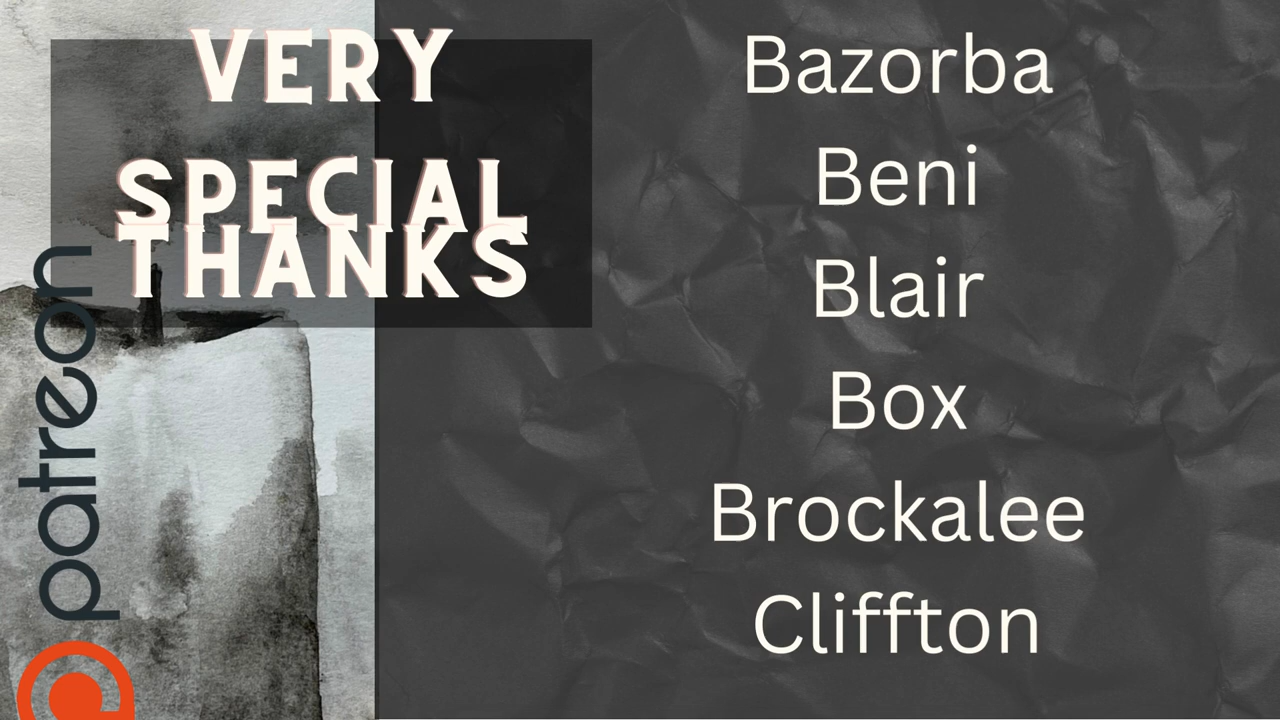 VERY
SPECIAL
THANKS
patreon
Bazorba
Beni
Blair
Box
Brockalee
Cliffton